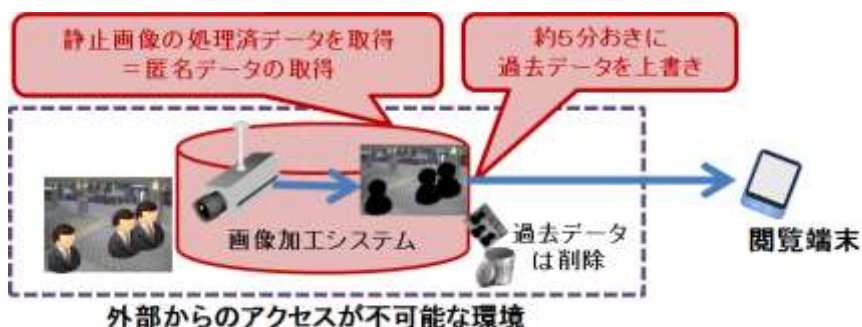 静止画像の処理済データを取得
＝匿名データの取得
約5分おきに
過去データを上書き
画像加工システム
過去データ
は削除
閲覧端末
外部からのアクセスが不可能な環境